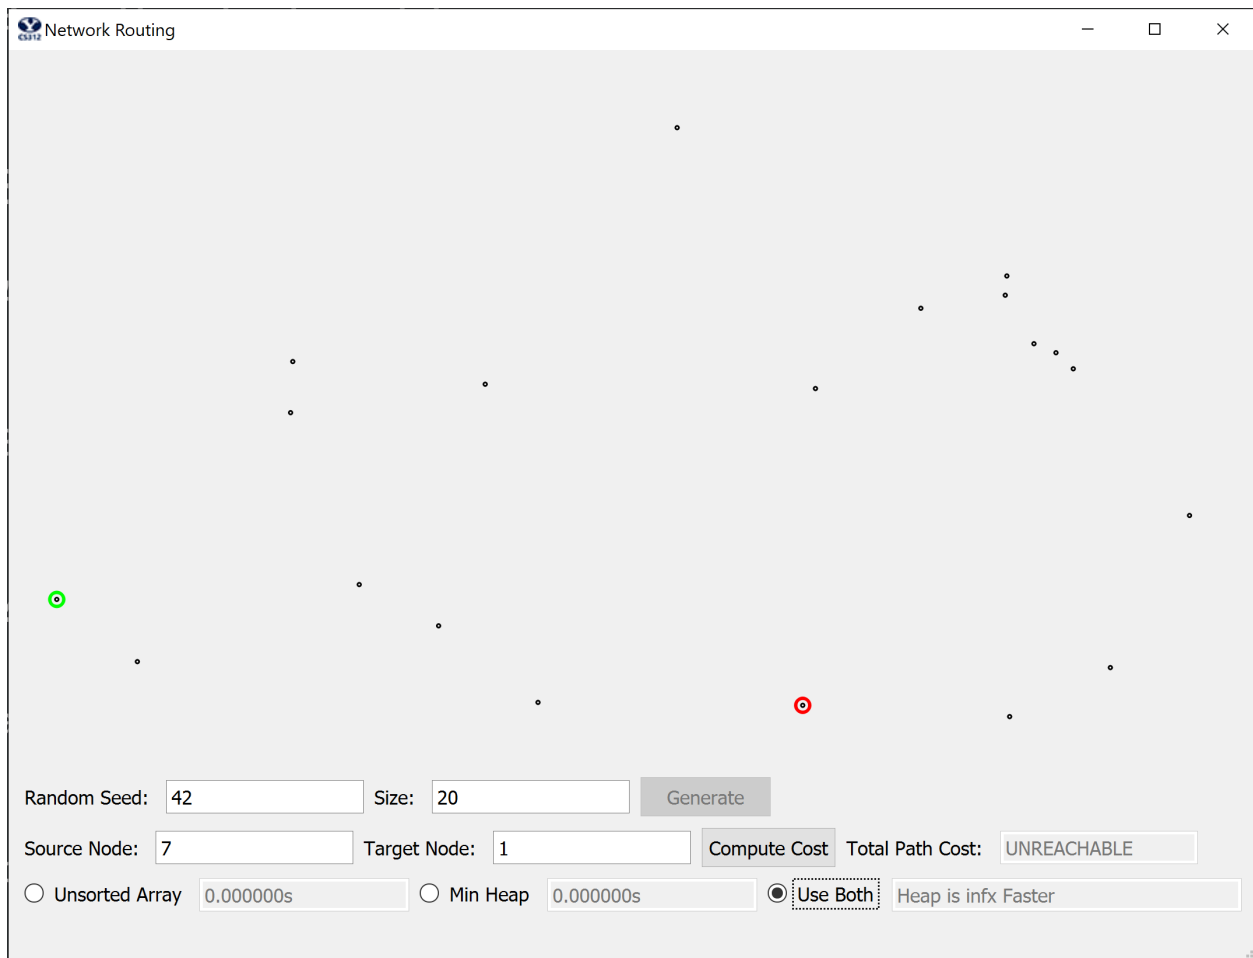 CS312 Network Routing
Random Seed: 42 Size: 20 Generate
Source Node: 7 Target Node: 1 Compute Cost Total Path Cost: UNREACHABLE
Unsorted Array 0.000000s Min Heap 0.000000s Use Both Heap is infx Faster